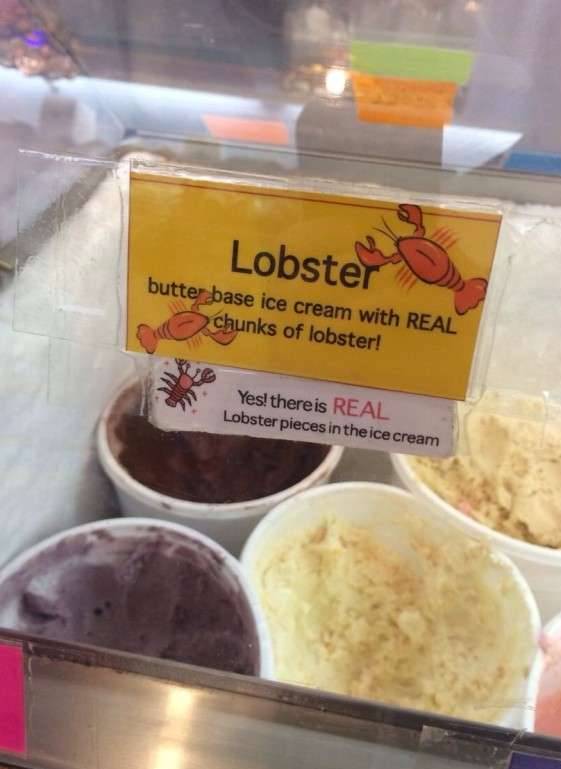 Lobster
butter base ice cream with REAL
chunks of lobster!
Yes! there is REAL
Lobster pieces in the ice cream